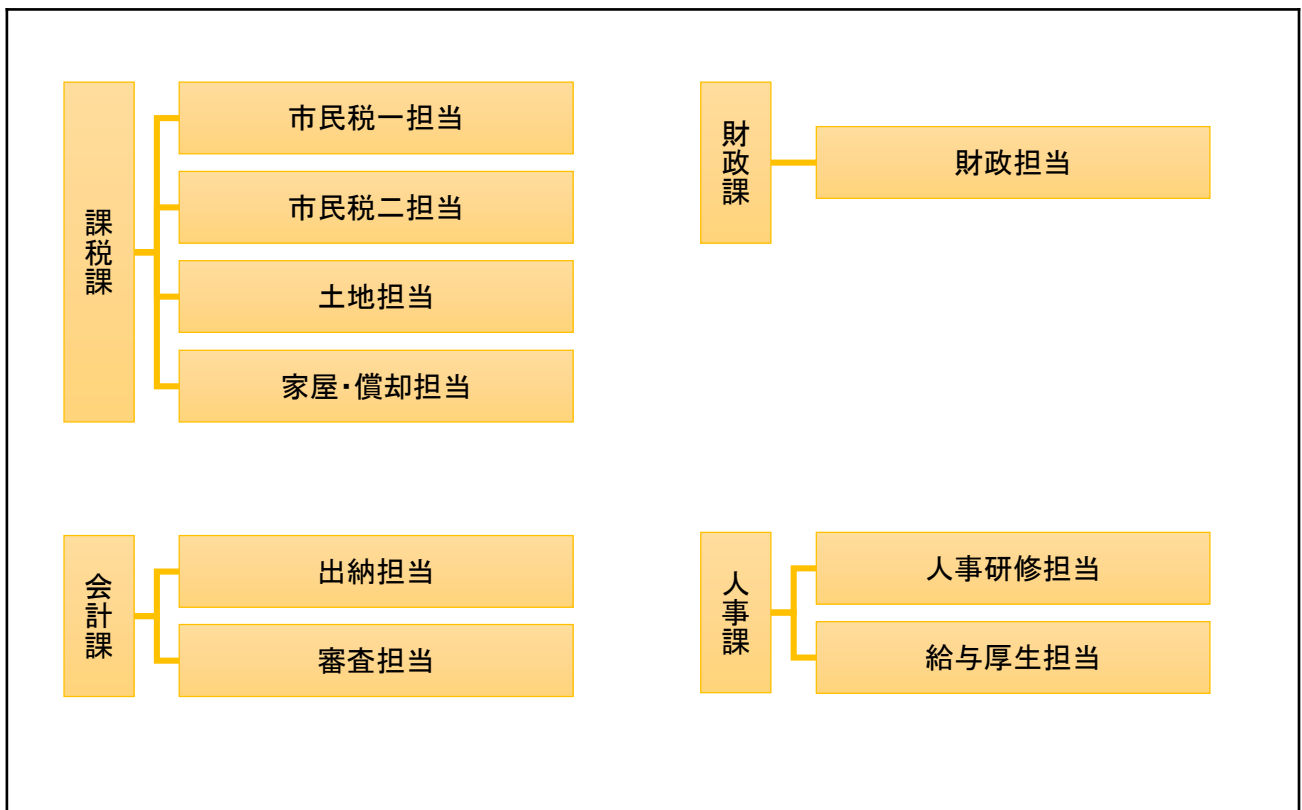 課税課
市民税一担当
市民税二担当
土地担当
家屋・償却担当
財政課
財政担当
会計課
出納担当
審査担当
人事課
人事研修担当
給与厚生担当